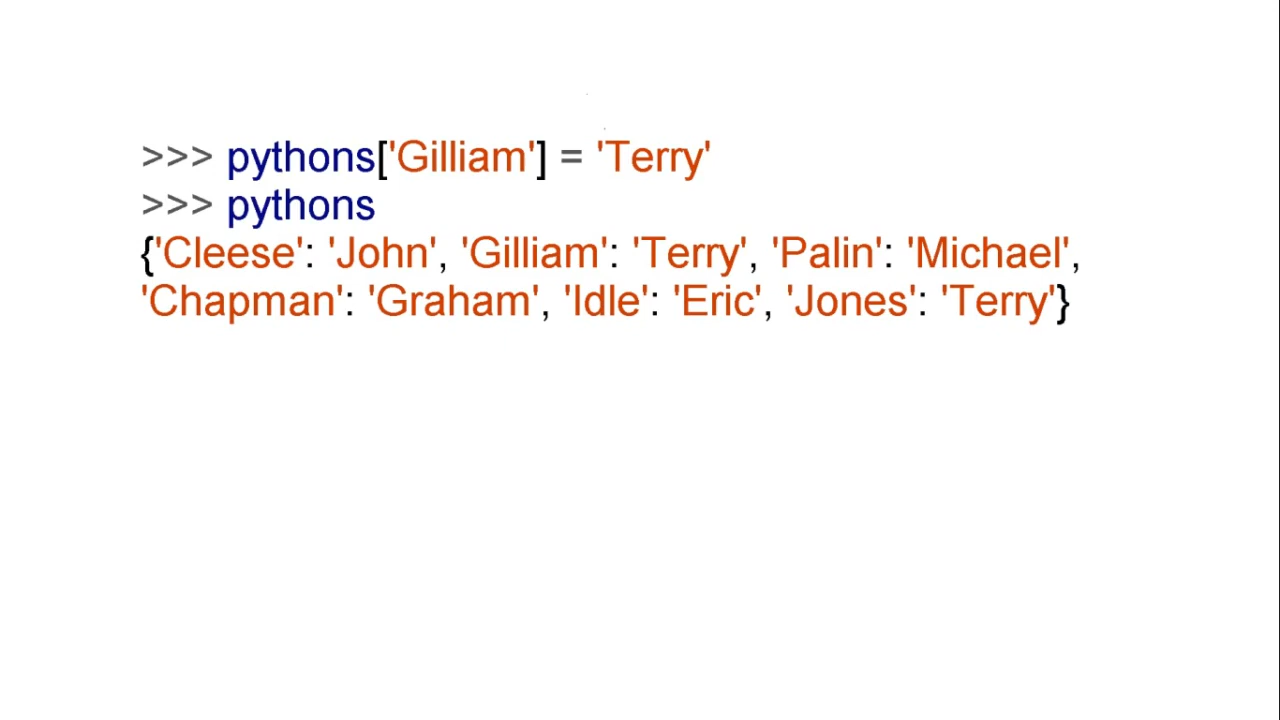 >>> pythons['Gilliam'] = 'Terry'
>>> pythons
{'Cleese': 'John', 'Gilliam': 'Terry', 'Palin': 'Michael',
'Chapman': 'Graham', 'Idle': 'Eric', 'Jones': 'Terry'}